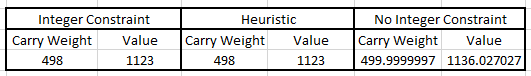 Integer Constraint Heuristic No Integer Constraint
Carry Weight Value Carry Weight Value Carry Weight Value
498 1123 498 1123 499.9999997 1136.027027